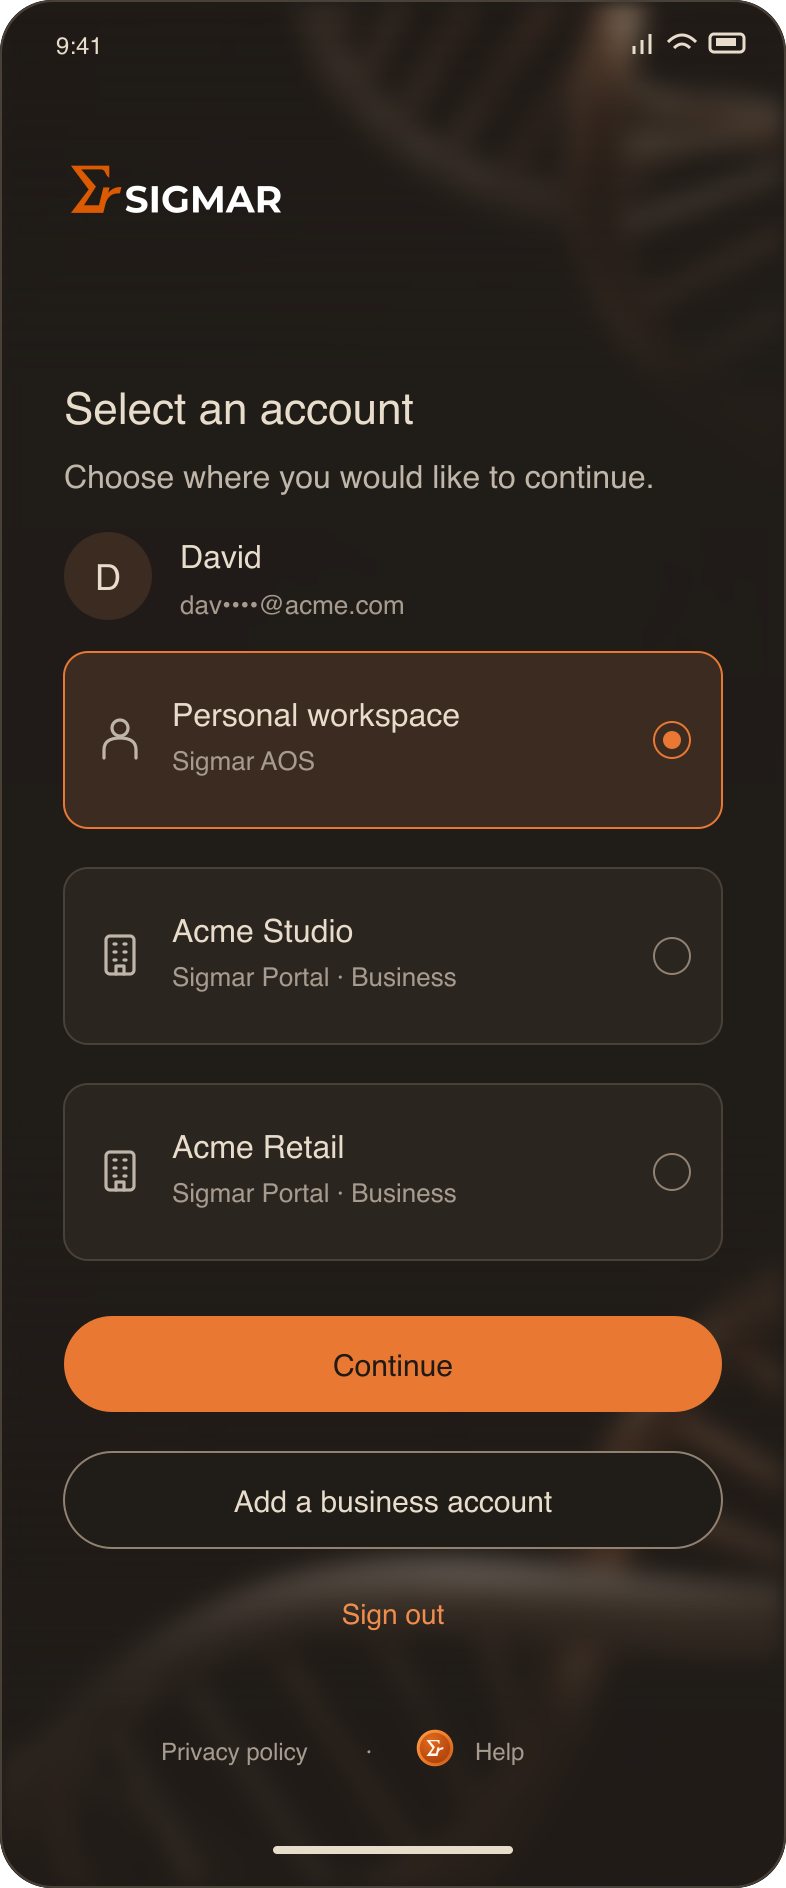 9:41
Σr SIGMAR
Select an account
Choose where you would like to continue.
D
David
dav••••@acme.com
Personal workspace
Sigmar AOS
Acme Studio
Sigmar Portal · Business
Acme Retail
Sigmar Portal · Business
Continue
Add a business account
Sign out
Privacy policy · Σr Help